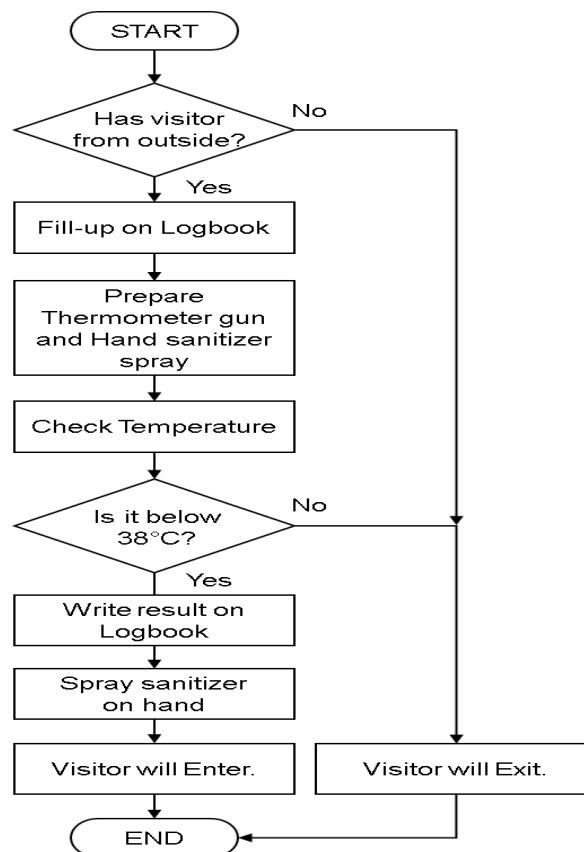 START
Has visitor
from outside?
No
Yes
Fill-up on Logbook
Prepare
Thermometer gun
and Hand sanitizer
spray
Check Temperature
Is it below
38°C?
No
Yes
Write result on
Logbook
Spray sanitizer
on hand
Visitor will Enter.
Visitor will Exit.
END